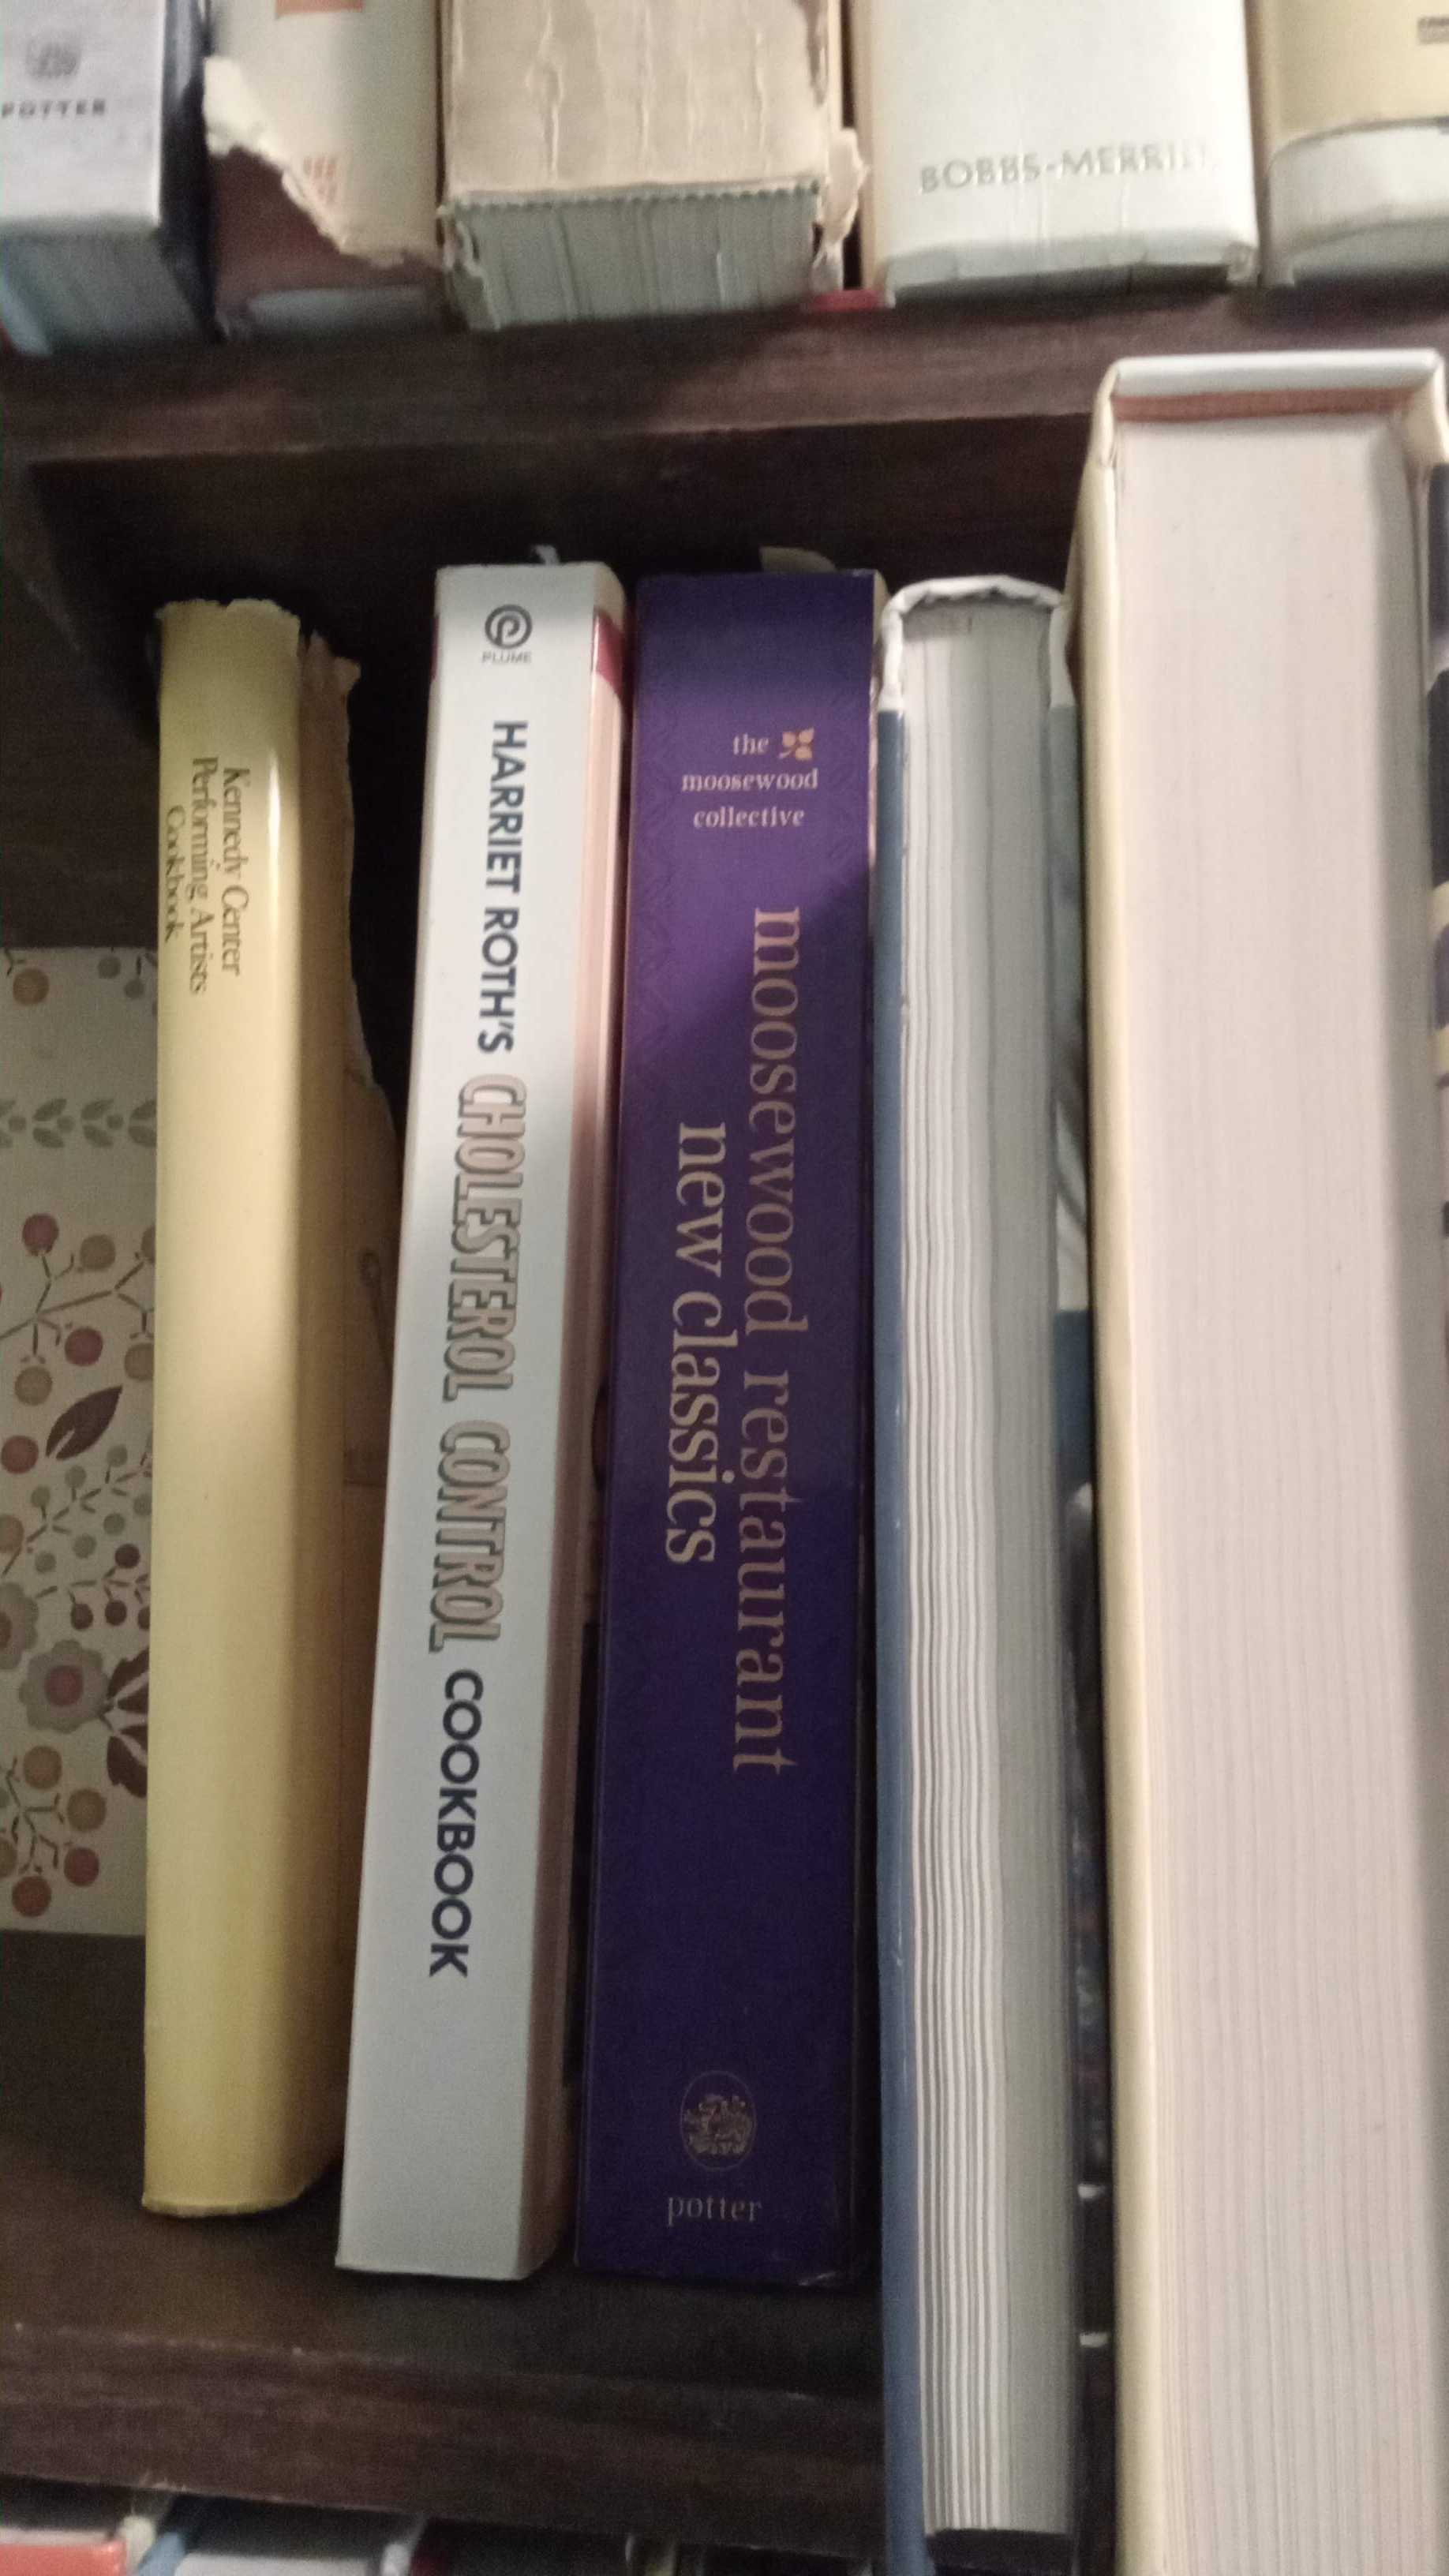 POTTER
BOBBS-MERRILL
Kennedy Center
Performing Artists
Cookbook
PLUME
HARRIET ROTH'S CHOLESTEROL CONTROL COOKBOOK
the
moosewood
collective
moosewood restaurant
new classics
potter